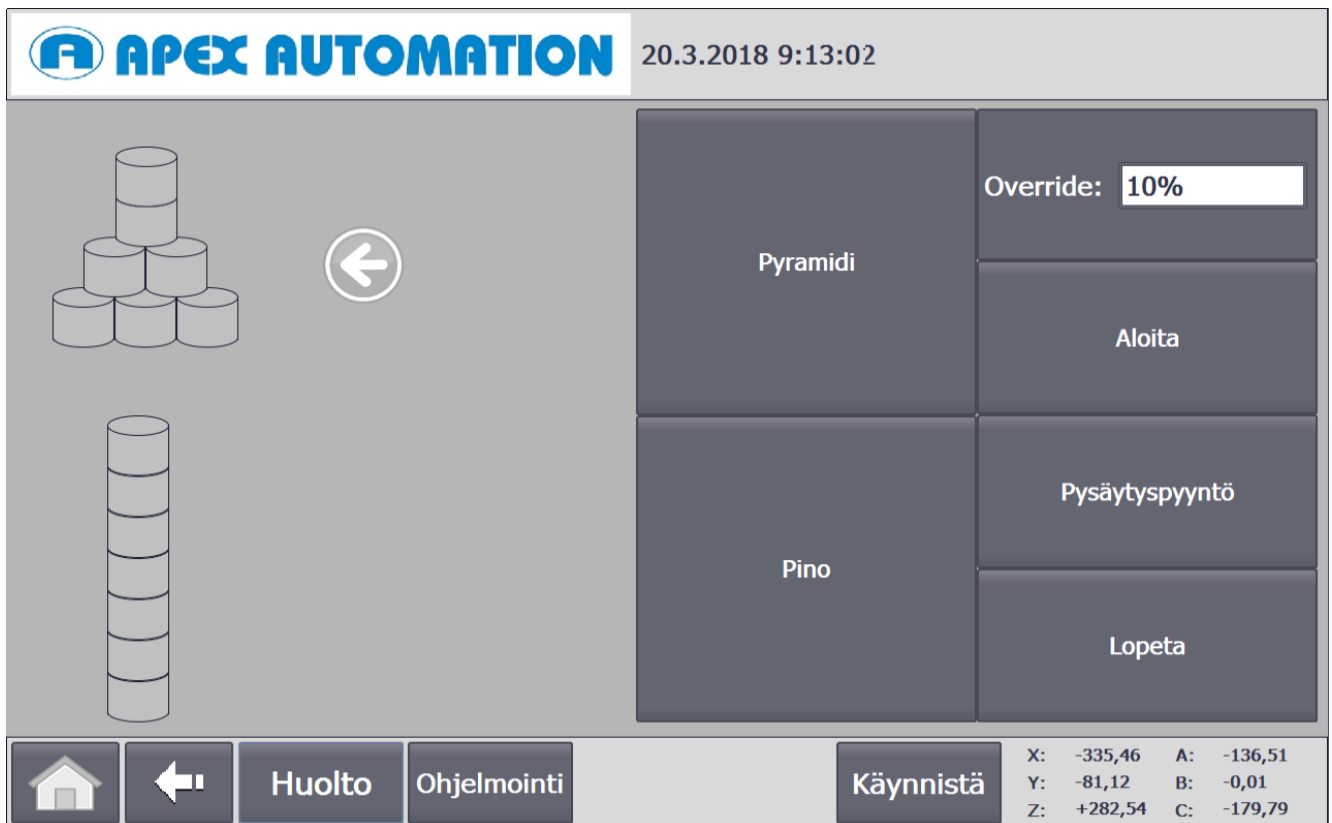 APEX AUTOMATION
20.3.2018 9:13:02
Pyramidi
Override: 10%
Aloita
Pino
Pysäytyspyyntö
Lopeta
Huolto
Ohjelmointi
Käynnistä
X: -335,46 A: -136,51
Y: -81,12 B: -0,01
Z: +282,54 C: -179,79